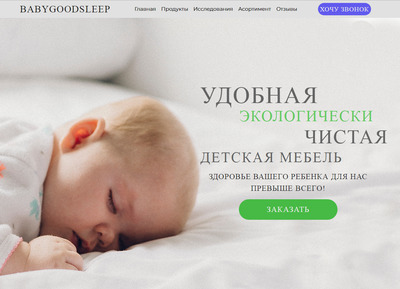 BABYGOODSLEEP
Главная Продукты Исследования Асортимент Отзывы
ХОЧУ ЗВОНОК
УДОБНАЯ
ЭКОЛОГИЧЕСКИ
ЧИСТАЯ
ДЕТСКАЯ МЕБЕЛЬ
ЗДОРОВЬЕ ВАШЕГО РЕБЕНКА ДЛЯ НАС
ПРЕВЫШЕ ВСЕГО!
ЗАКАЗАТЬ